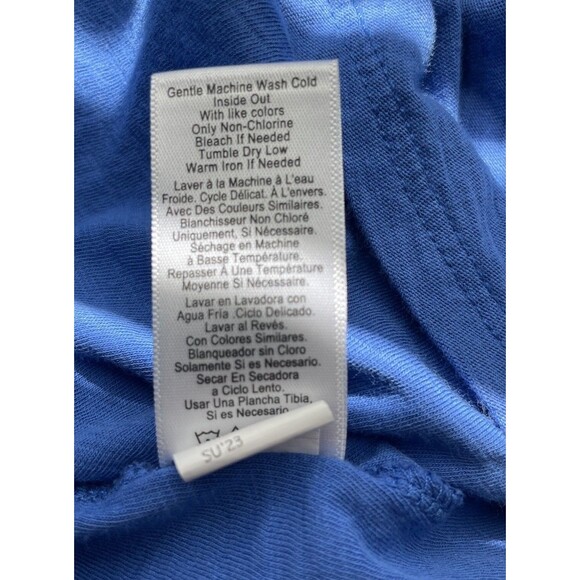 Gentle Machine Wash Cold
Inside Out
With like colors
Only Non-Chlorine
Bleach If Needed
Tumble Dry Low
Warm Iron If Needed
Laver à la Machine à L'eau
Froide. Cycle Délicat. À L'envers.
Avec Des Couleurs Similaires.
Blanchisseur Non Chloré
Uniquement, Si Nécessaire.
Séchage en Machine
à Basse Température.
Repasser À Une Température
Moyenne Si Nécessaire.
Lavar en Lavadora con
Agua Fria .Ciclo Delicado.
Lavar al Revés.
Con Colores Similares.
Blanqueador sin Cloro
Solamente Si es Necesario.
Secar En Secadora
a Ciclo Lento.
Usar Una Plancha Tibia,
Si es Necesario
SU'23